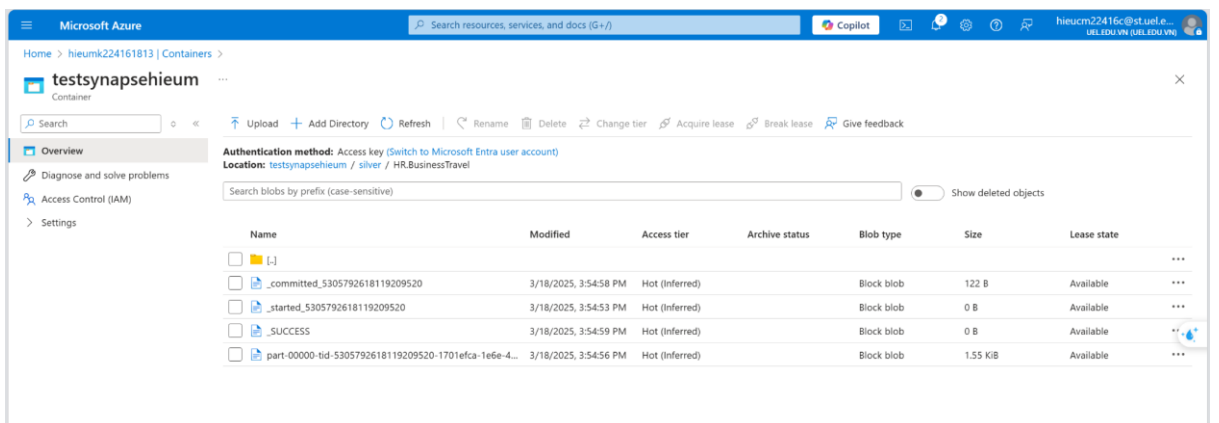 Microsoft Azure
Search resources, services, and docs (G+/)
Copilot
2
hieucm22416c@st.uel.e...
UEL.EDU.VN (UEL.EDU.VN)
Home > hieumk224161813 | Containers >
testsynapsehieum ...
Container
Search
Upload Add Directory Refresh Rename Delete Change tier Acquire lease Break lease Give feedback
Overview
Diagnose and solve problems
Access Control (IAM)
Settings
Authentication method: Access key (Switch to Microsoft Entra user account)
Location: testsynapsehieum / silver / HR.BusinessTravel
Search blobs by prefix (case-sensitive)
Show deleted objects
Name Modified Access tier Archive status Blob type Size Lease state
[..]
_committed_5305792618119209520 3/18/2025, 3:54:58 PM Hot (Inferred) Block blob 122 B Available
_started_5305792618119209520 3/18/2025, 3:54:53 PM Hot (Inferred) Block blob 0 B Available
_SUCCESS 3/18/2025, 3:54:59 PM Hot (Inferred) Block blob 0 B Available
part-00000-tid-5305792618119209520-1701efca-1e6e-4... 3/18/2025, 3:54:56 PM Hot (Inferred) Block blob 1.55 KiB Available